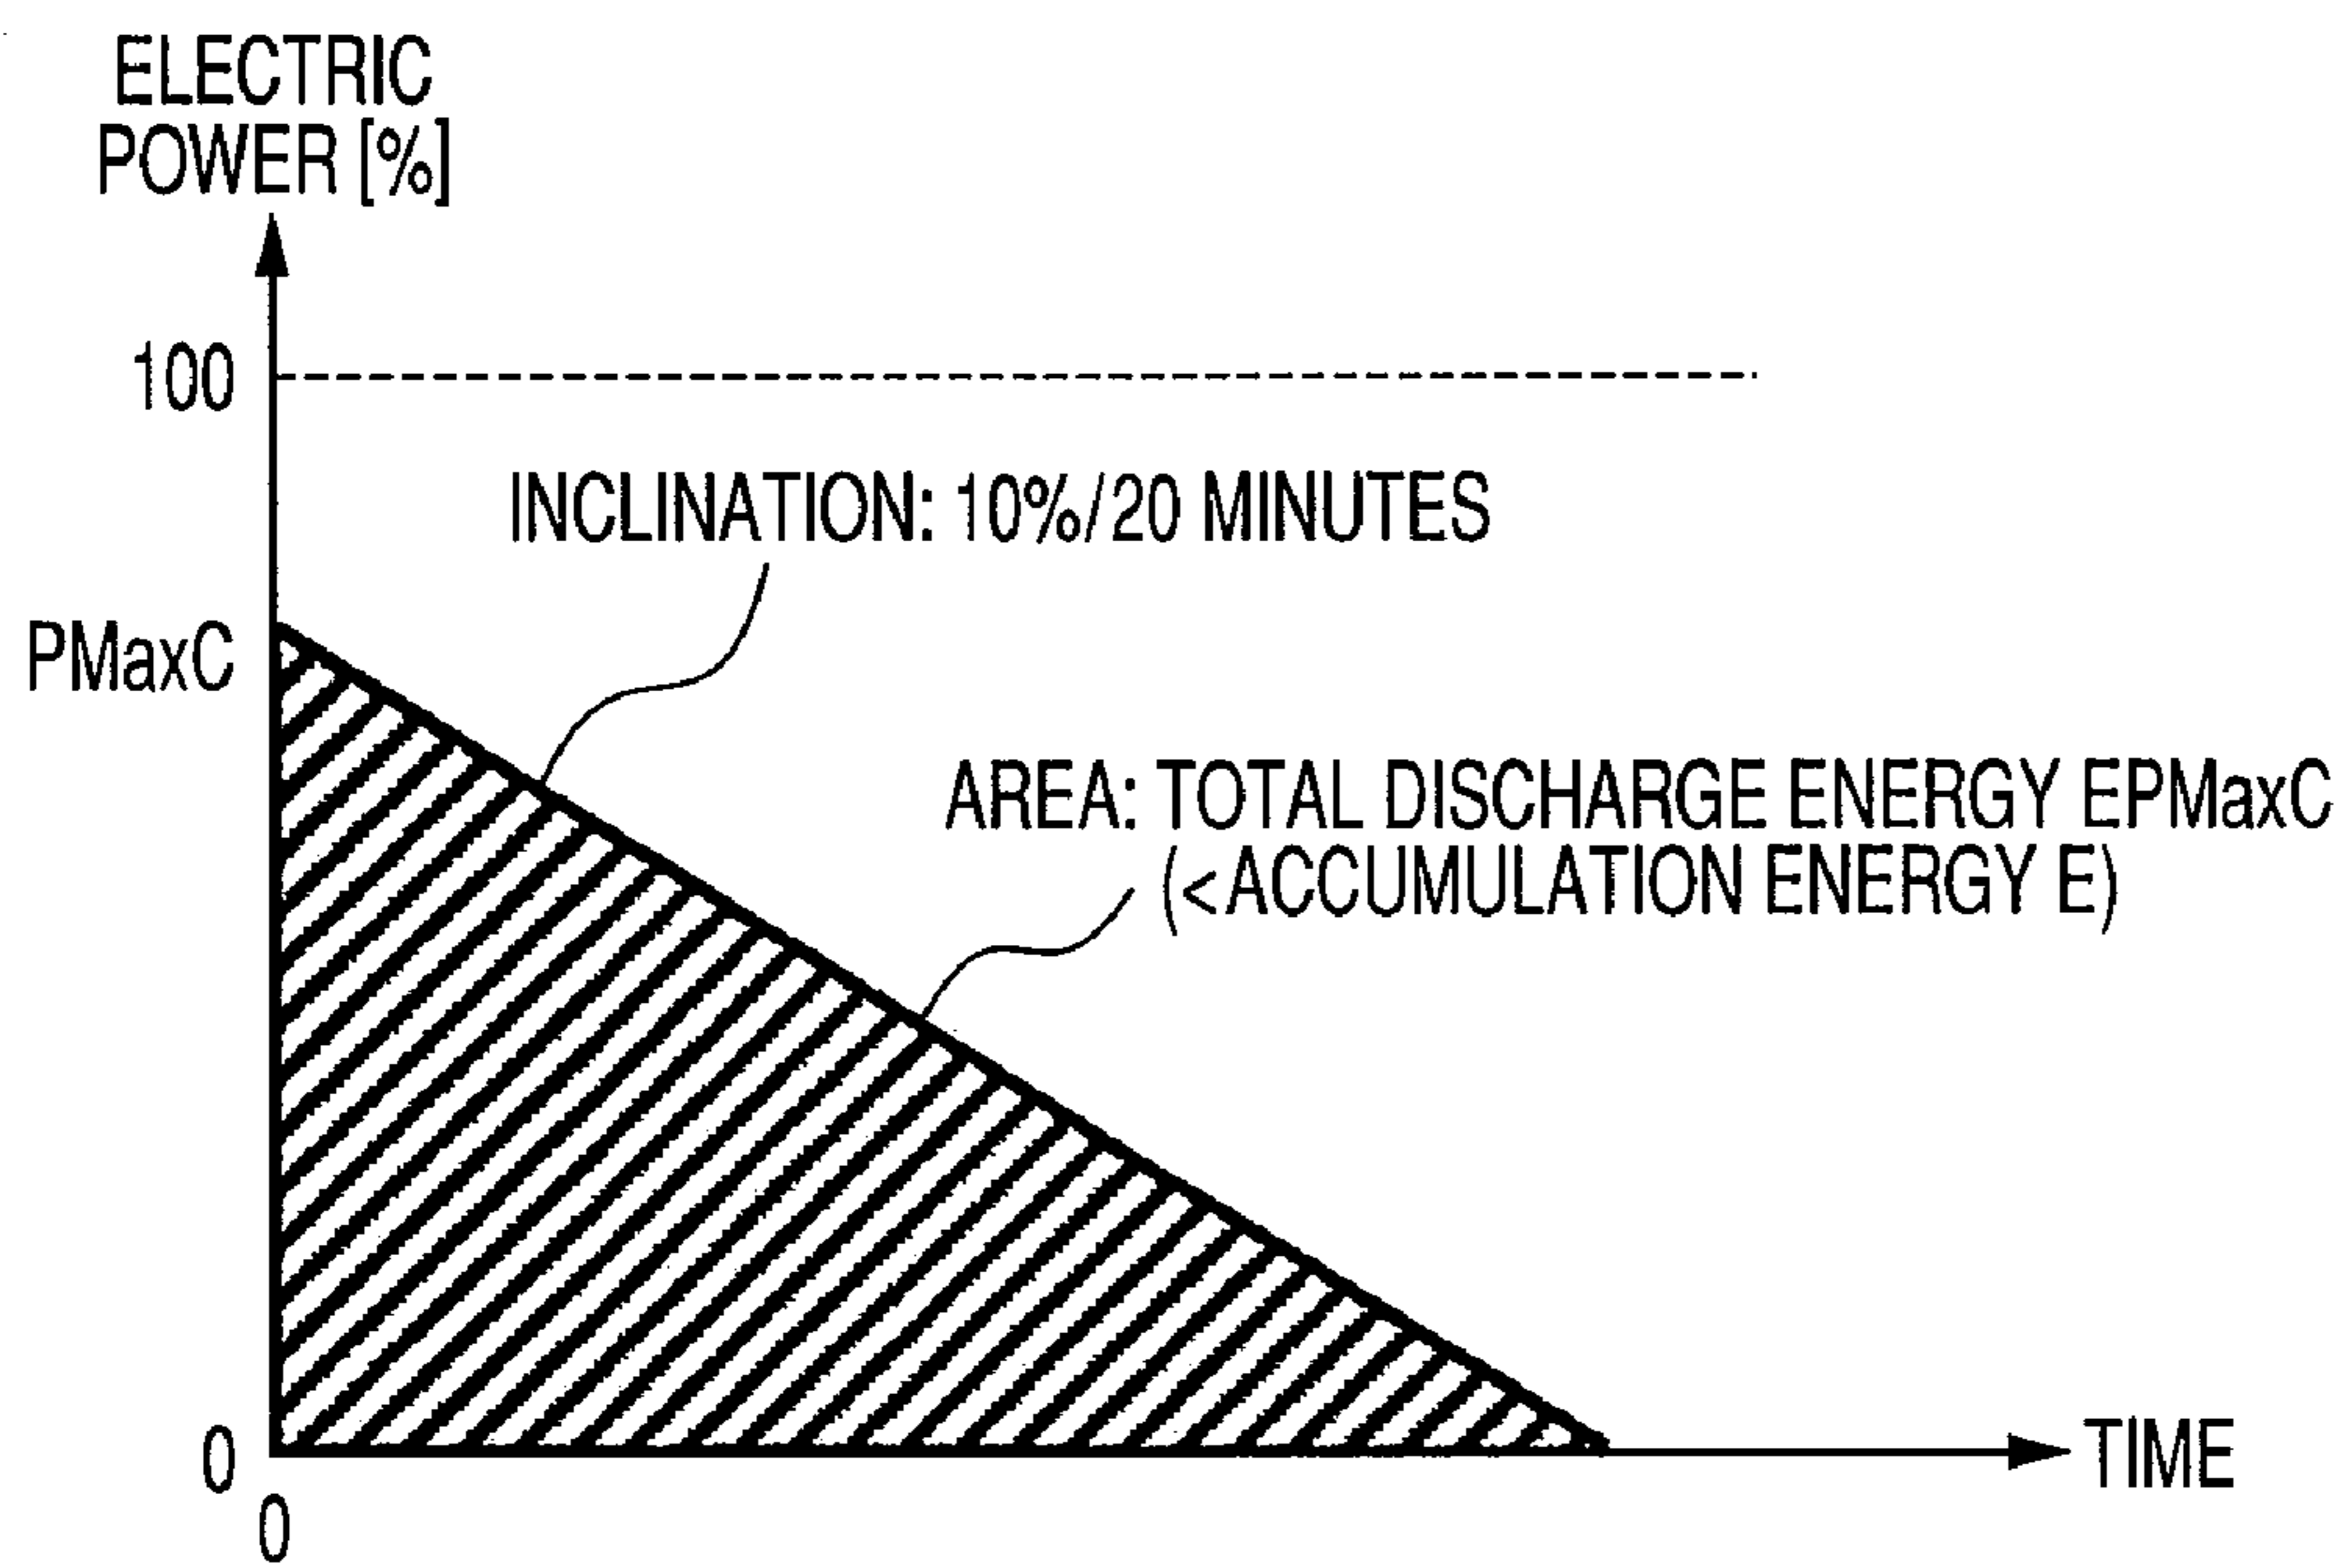 ELECTRIC
POWER [%]
100
INCLINATION: 10%/20 MINUTES
PMaxC
AREA: TOTAL DISCHARGE ENERGY EPMaxC
(<ACCUMULATION ENERGY E)
0
TIME
0